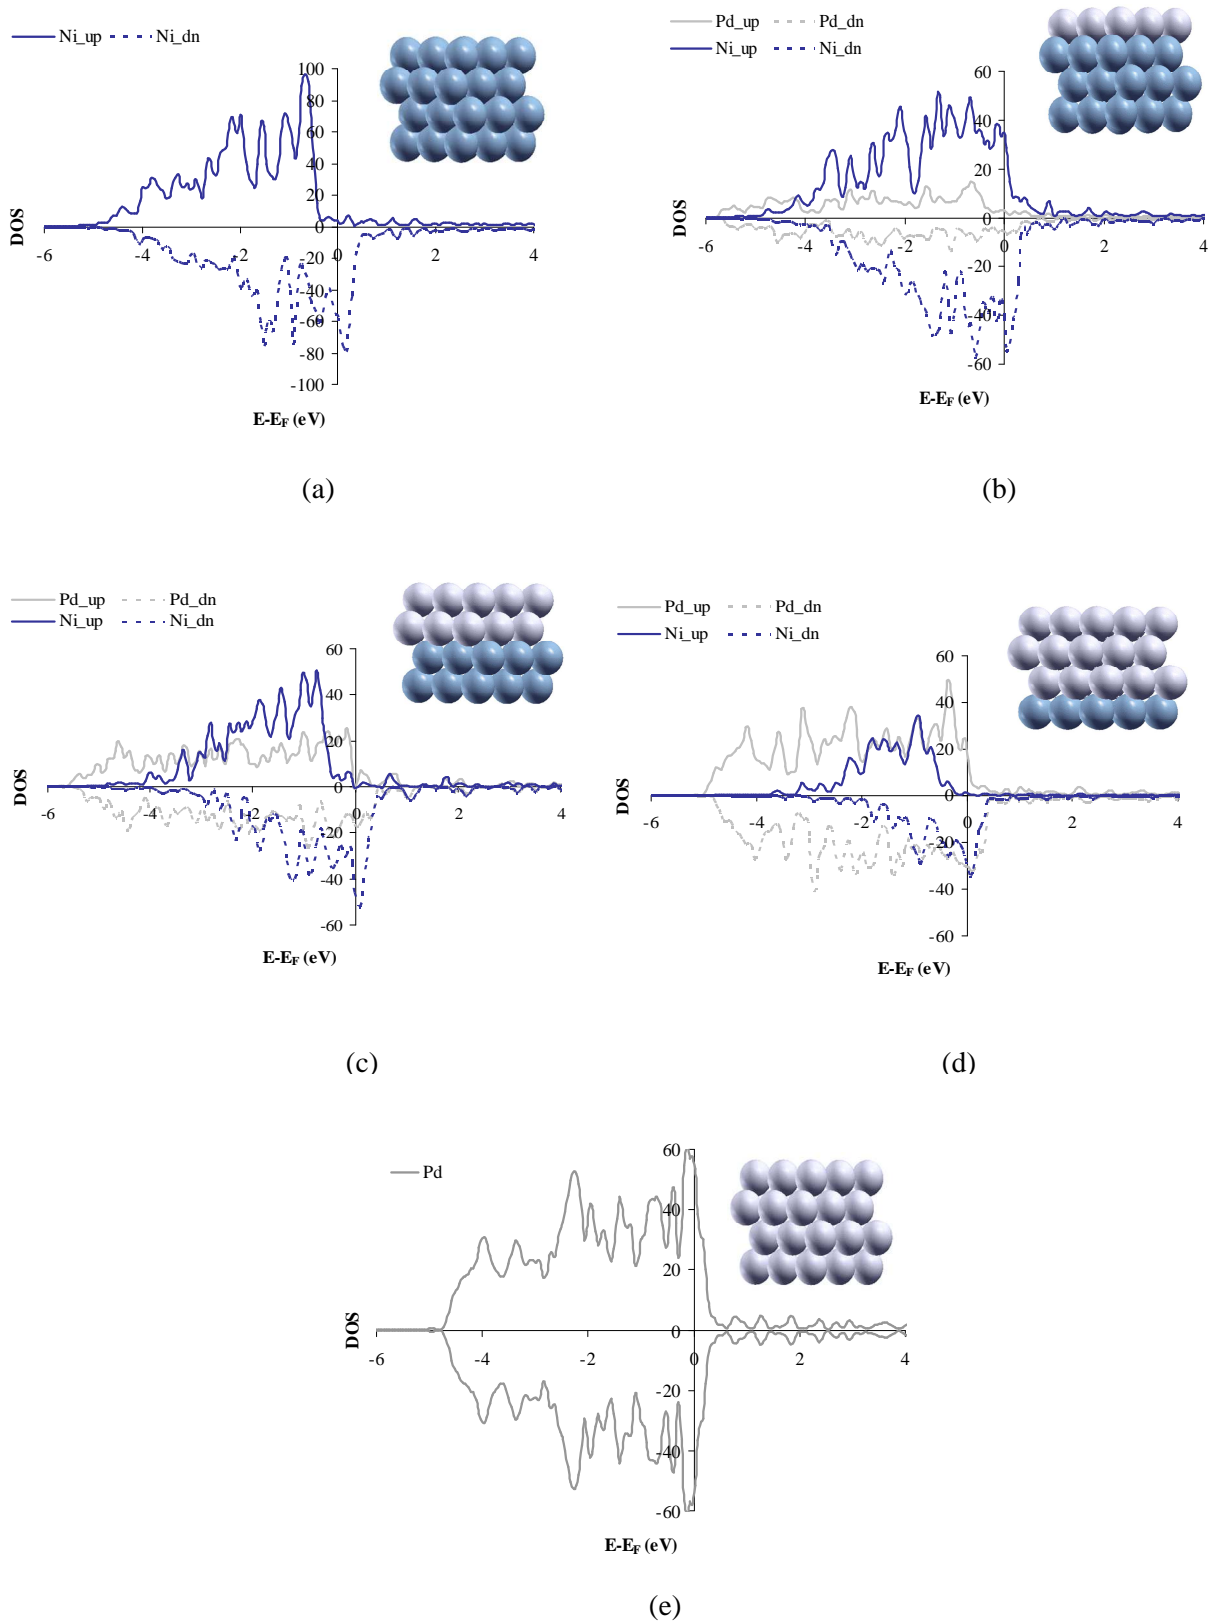 Ni_up Ni_dn
100
80
60
40
20
0
-6 -4 -2 0 2 4
-20
-40
-60
-80
-100
DOS
E-EF (eV)
(a)
Pd_up Pd_dn
Ni_up Ni_dn
60
40
20
0
-6 -4 -2 0 2 4
-20
-40
-60
DOS
E-EF (eV)
(b)
Pd_up Pd_dn
Ni_up Ni_dn
60
40
20
0
-6 -4 -2 0 2 4
-20
-40
-60
DOS
E-EF (eV)
(c)
Pd_up Pd_dn
Ni_up Ni_dn
60
40
20
0
-6 -4 -2 0 2 4
-20
-40
-60
DOS
E-EF (eV)
(d)
Pd
60
40
20
0
-6 -4 -2 0 2 4
-20
-40
-60
DOS
E-EF (eV)
(e)